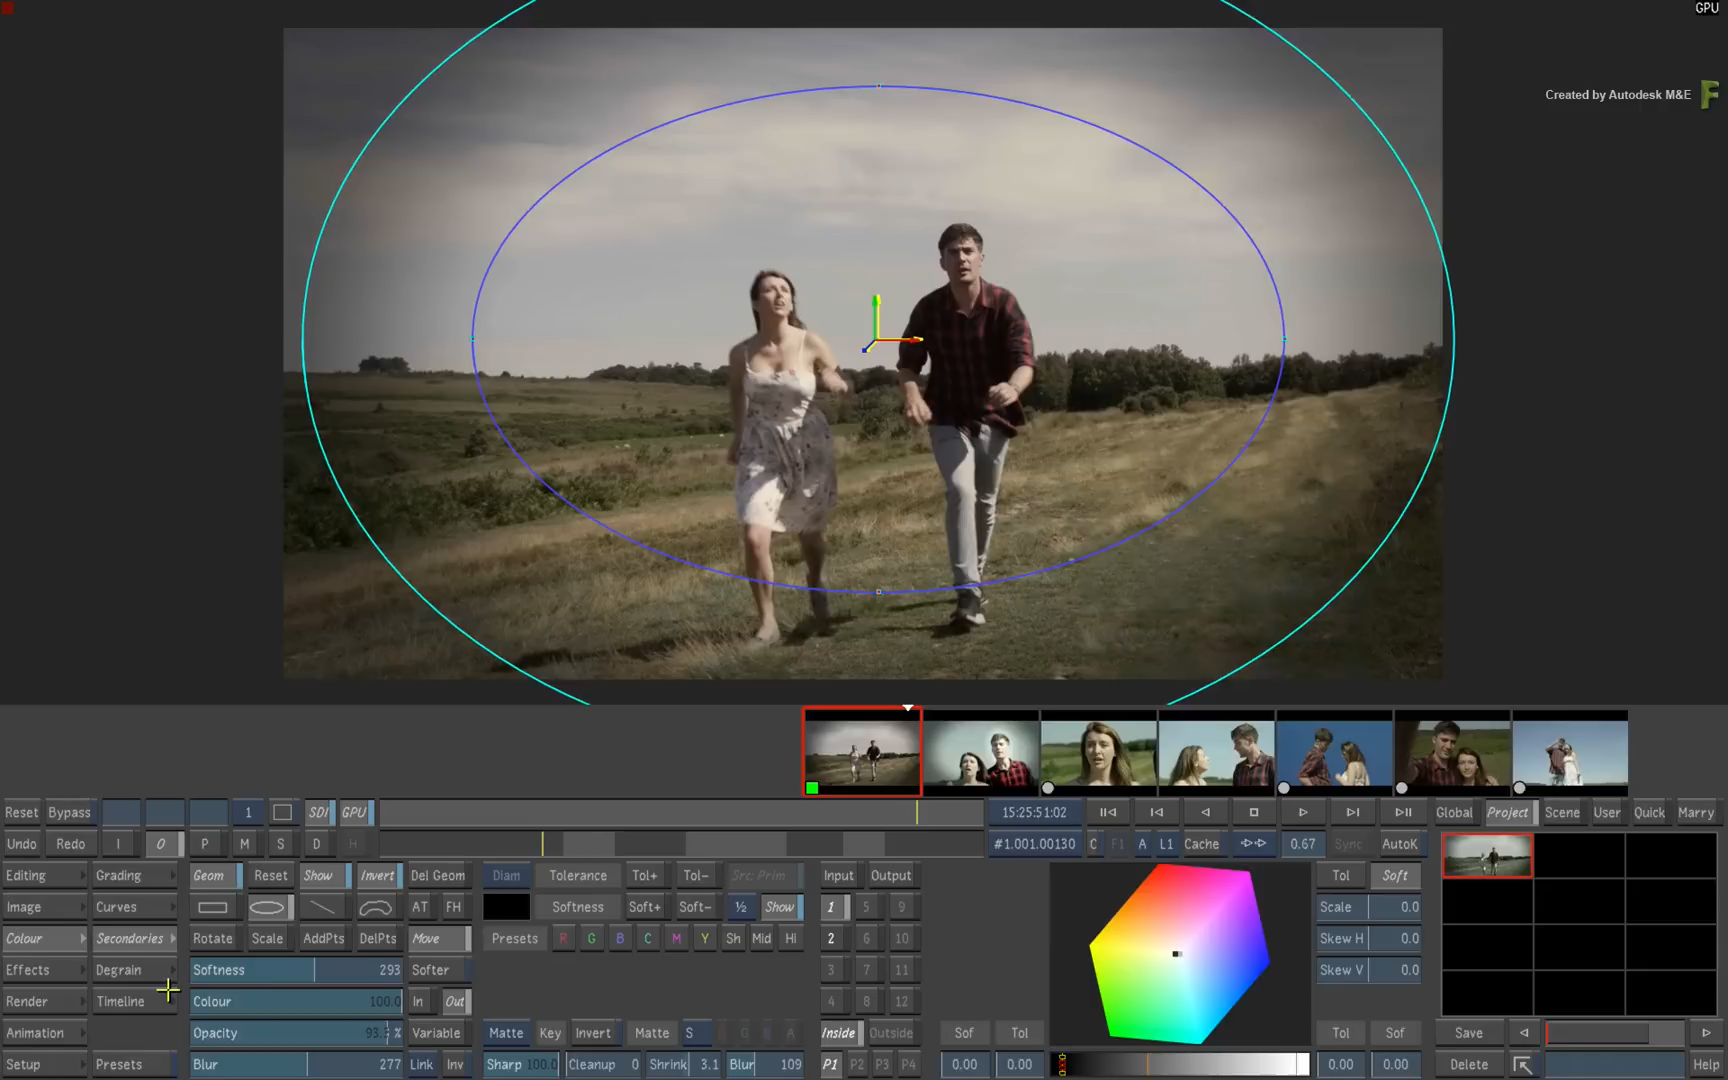 GPU
Created by Autodesk M&E
Reset Bypass 1 SDI GPU 15:25:51:02 Global Project Scene User Quick Marry
Undo Redo I O P M S D H #1.001.00130 C F1 A L1 Cache 0.67 Sync AutoK
Editing Grading Geom Reset Show Invert Del Geom Diam Tolerance Tol+ Tol- Src. Prim Input Output Tol Soft
Image Curves AT FH Softness Soft+ Soft- ½ Show 1 5 9 Scale 0.0
Colour Secondaries Rotate Scale AddPts DelPts Move Presets R G B C M Y Sh Mid Hi 2 6 10 Skew H 0.0
Effects Degrain Softness 293 Softer 3 7 11 Skew V 0.0
Render Timeline Colour 100.0 In Out 4 8 12
Animation Opacity % Variable Matte Key Invert Matte S G B A Inside Outside Sof Tol Tol Sof Save
Setup Presets Blur 277 Link Inv Sharp 100.0 Cleanup 0 Shrink 3.1 Blur 109 P1 P2 P3 P4 0.00 0.00 0.00 0.00 Delete Help